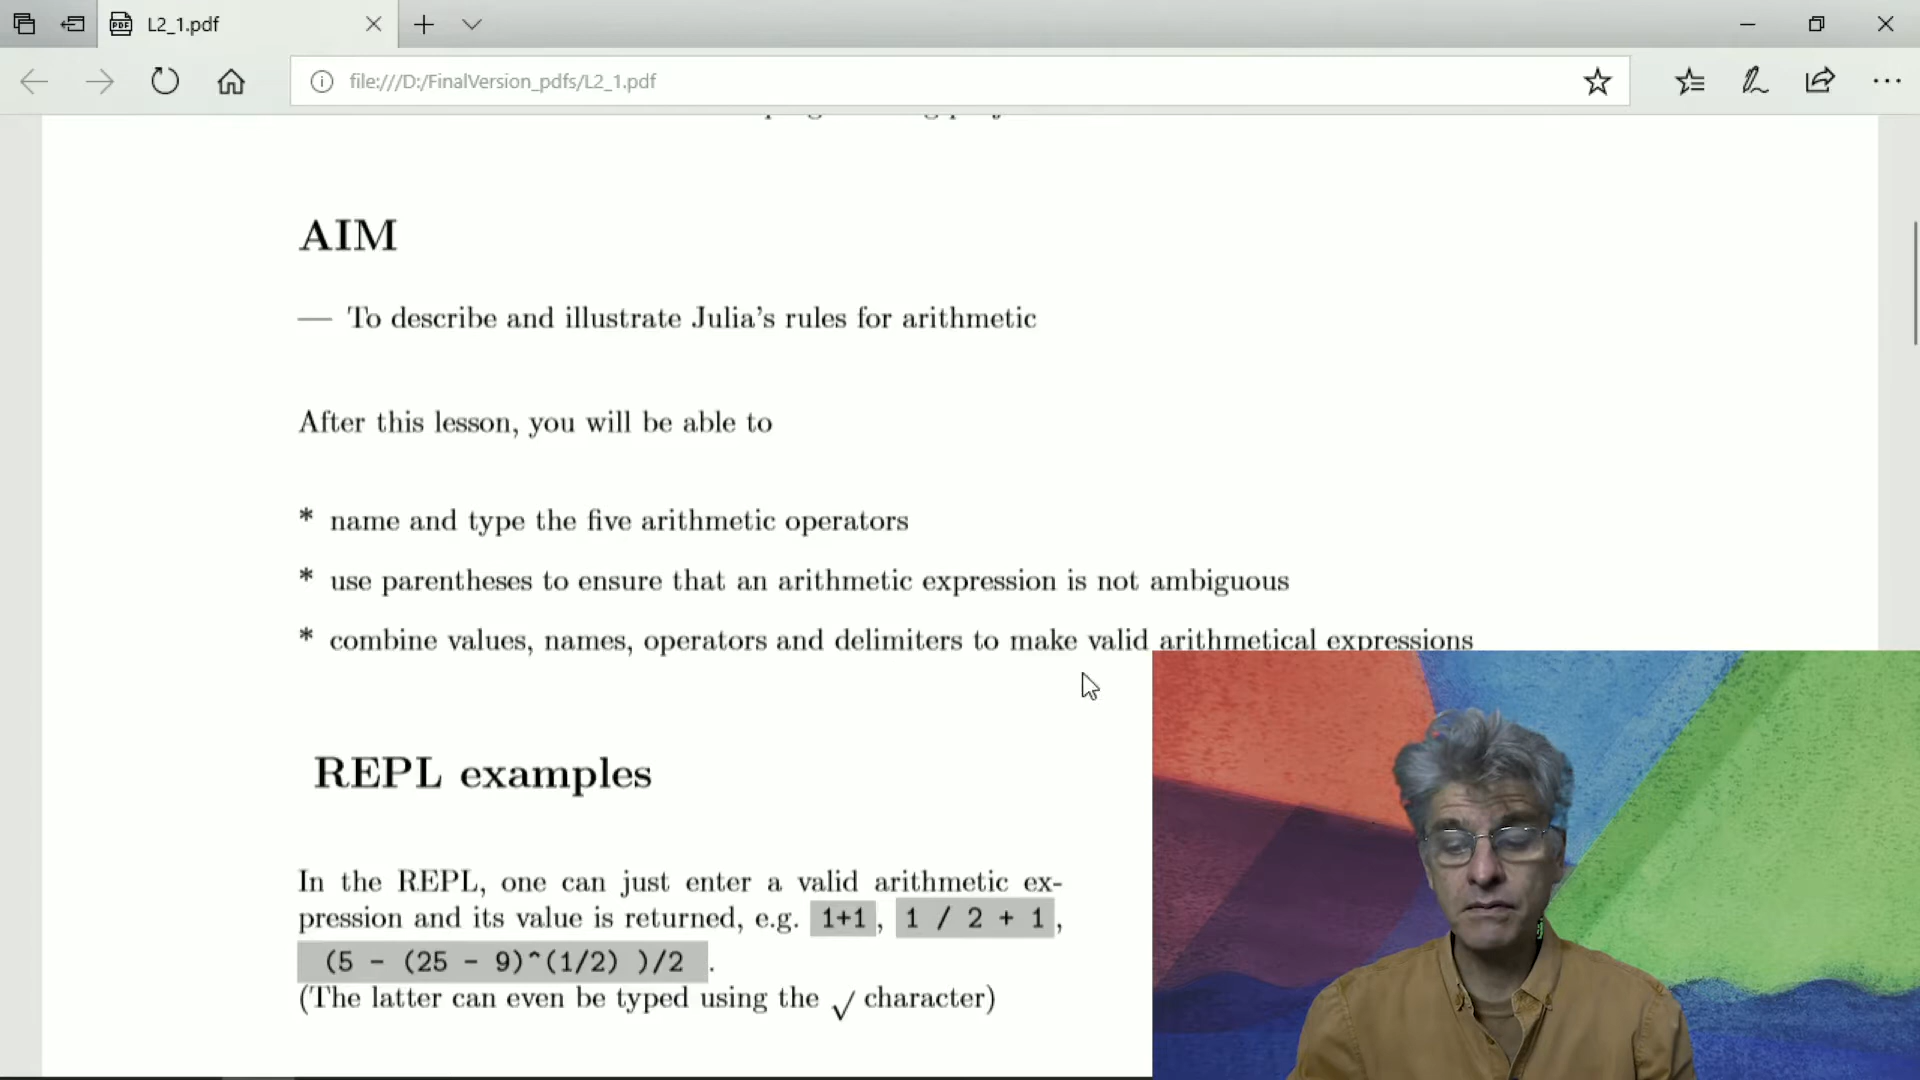 L2_1.pdf
file:///D:/FinalVersion_pdfs/L2_1.pdf
AIM
— To describe and illustrate Julia's rules for arithmetic
After this lesson, you will be able to
* name and type the five arithmetic operators
* use parentheses to ensure that an arithmetic expression is not ambiguous
* combine values, names, operators and delimiters to make valid arithmetical expressions
REPL examples
In the REPL, one can just enter a valid arithmetic ex-
pression and its value is returned, e.g. 1+1 , 1 / 2 + 1 ,
(5 - (25 - 9)^(1/2) )/2 .
(The latter can even be typed using the √ character)